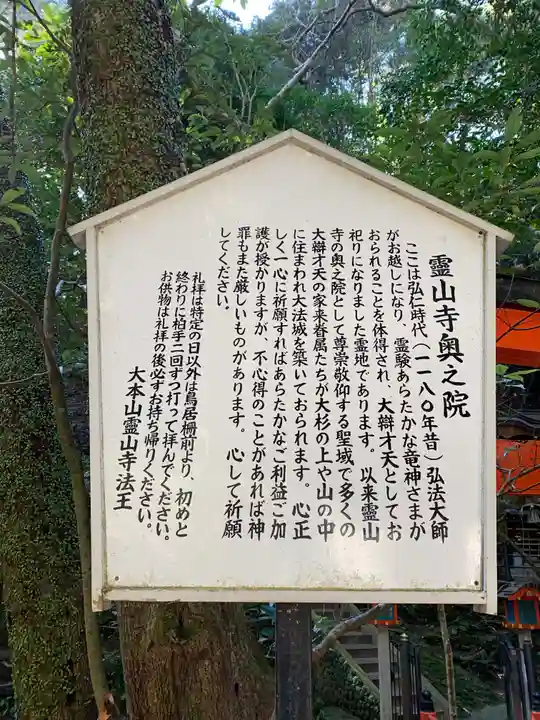 靈山寺奥之院
ここは弘仁時代(一一八〇年昔)弘法大師
がお越しになり、霊験あらたかな竜神さまが
おられることを体得され、大辯才天としてお
祀りになりました霊地であります。以来靈山
寺の奥之院として尊崇敬仰する聖域で多くの
大辯才天の家来眷属たちが大杉の上や山の中
に住まわれ大法城を築いておられます。心正
しく一心に祈願すればあらたかなご利益ご加
護が授かりますが、不心得のことがあれば神
罪もまた厳しいものがあります。心して祈願
してください。
礼拝は特定の日以外は鳥居柵前より、初めと
終わりに柏手二回ずつ打って拝んでください。
お供物は礼拝の後必ずお持ち帰りください。
大本山霊山寺法王